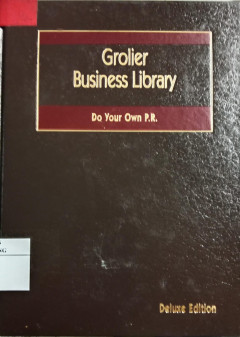 Grolier
Business Library
Do Your Own P.R.
Deluxe Edition